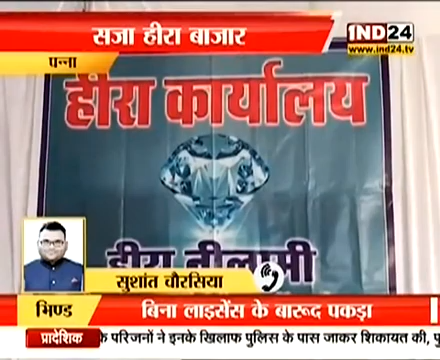 सजा हीरा बाजार
IND24
www.ind24.tv
पन्ना
हीरा कार्यालय
हीरा नीलामी
सुशांत चौरसिया
भिण्ड
बिना लाइसेंस के बारूद पकड़ा
प्रादेशिक
के परिजनों ने इनके खिलाफ पुलिस के पास जाकर शिकायत की,